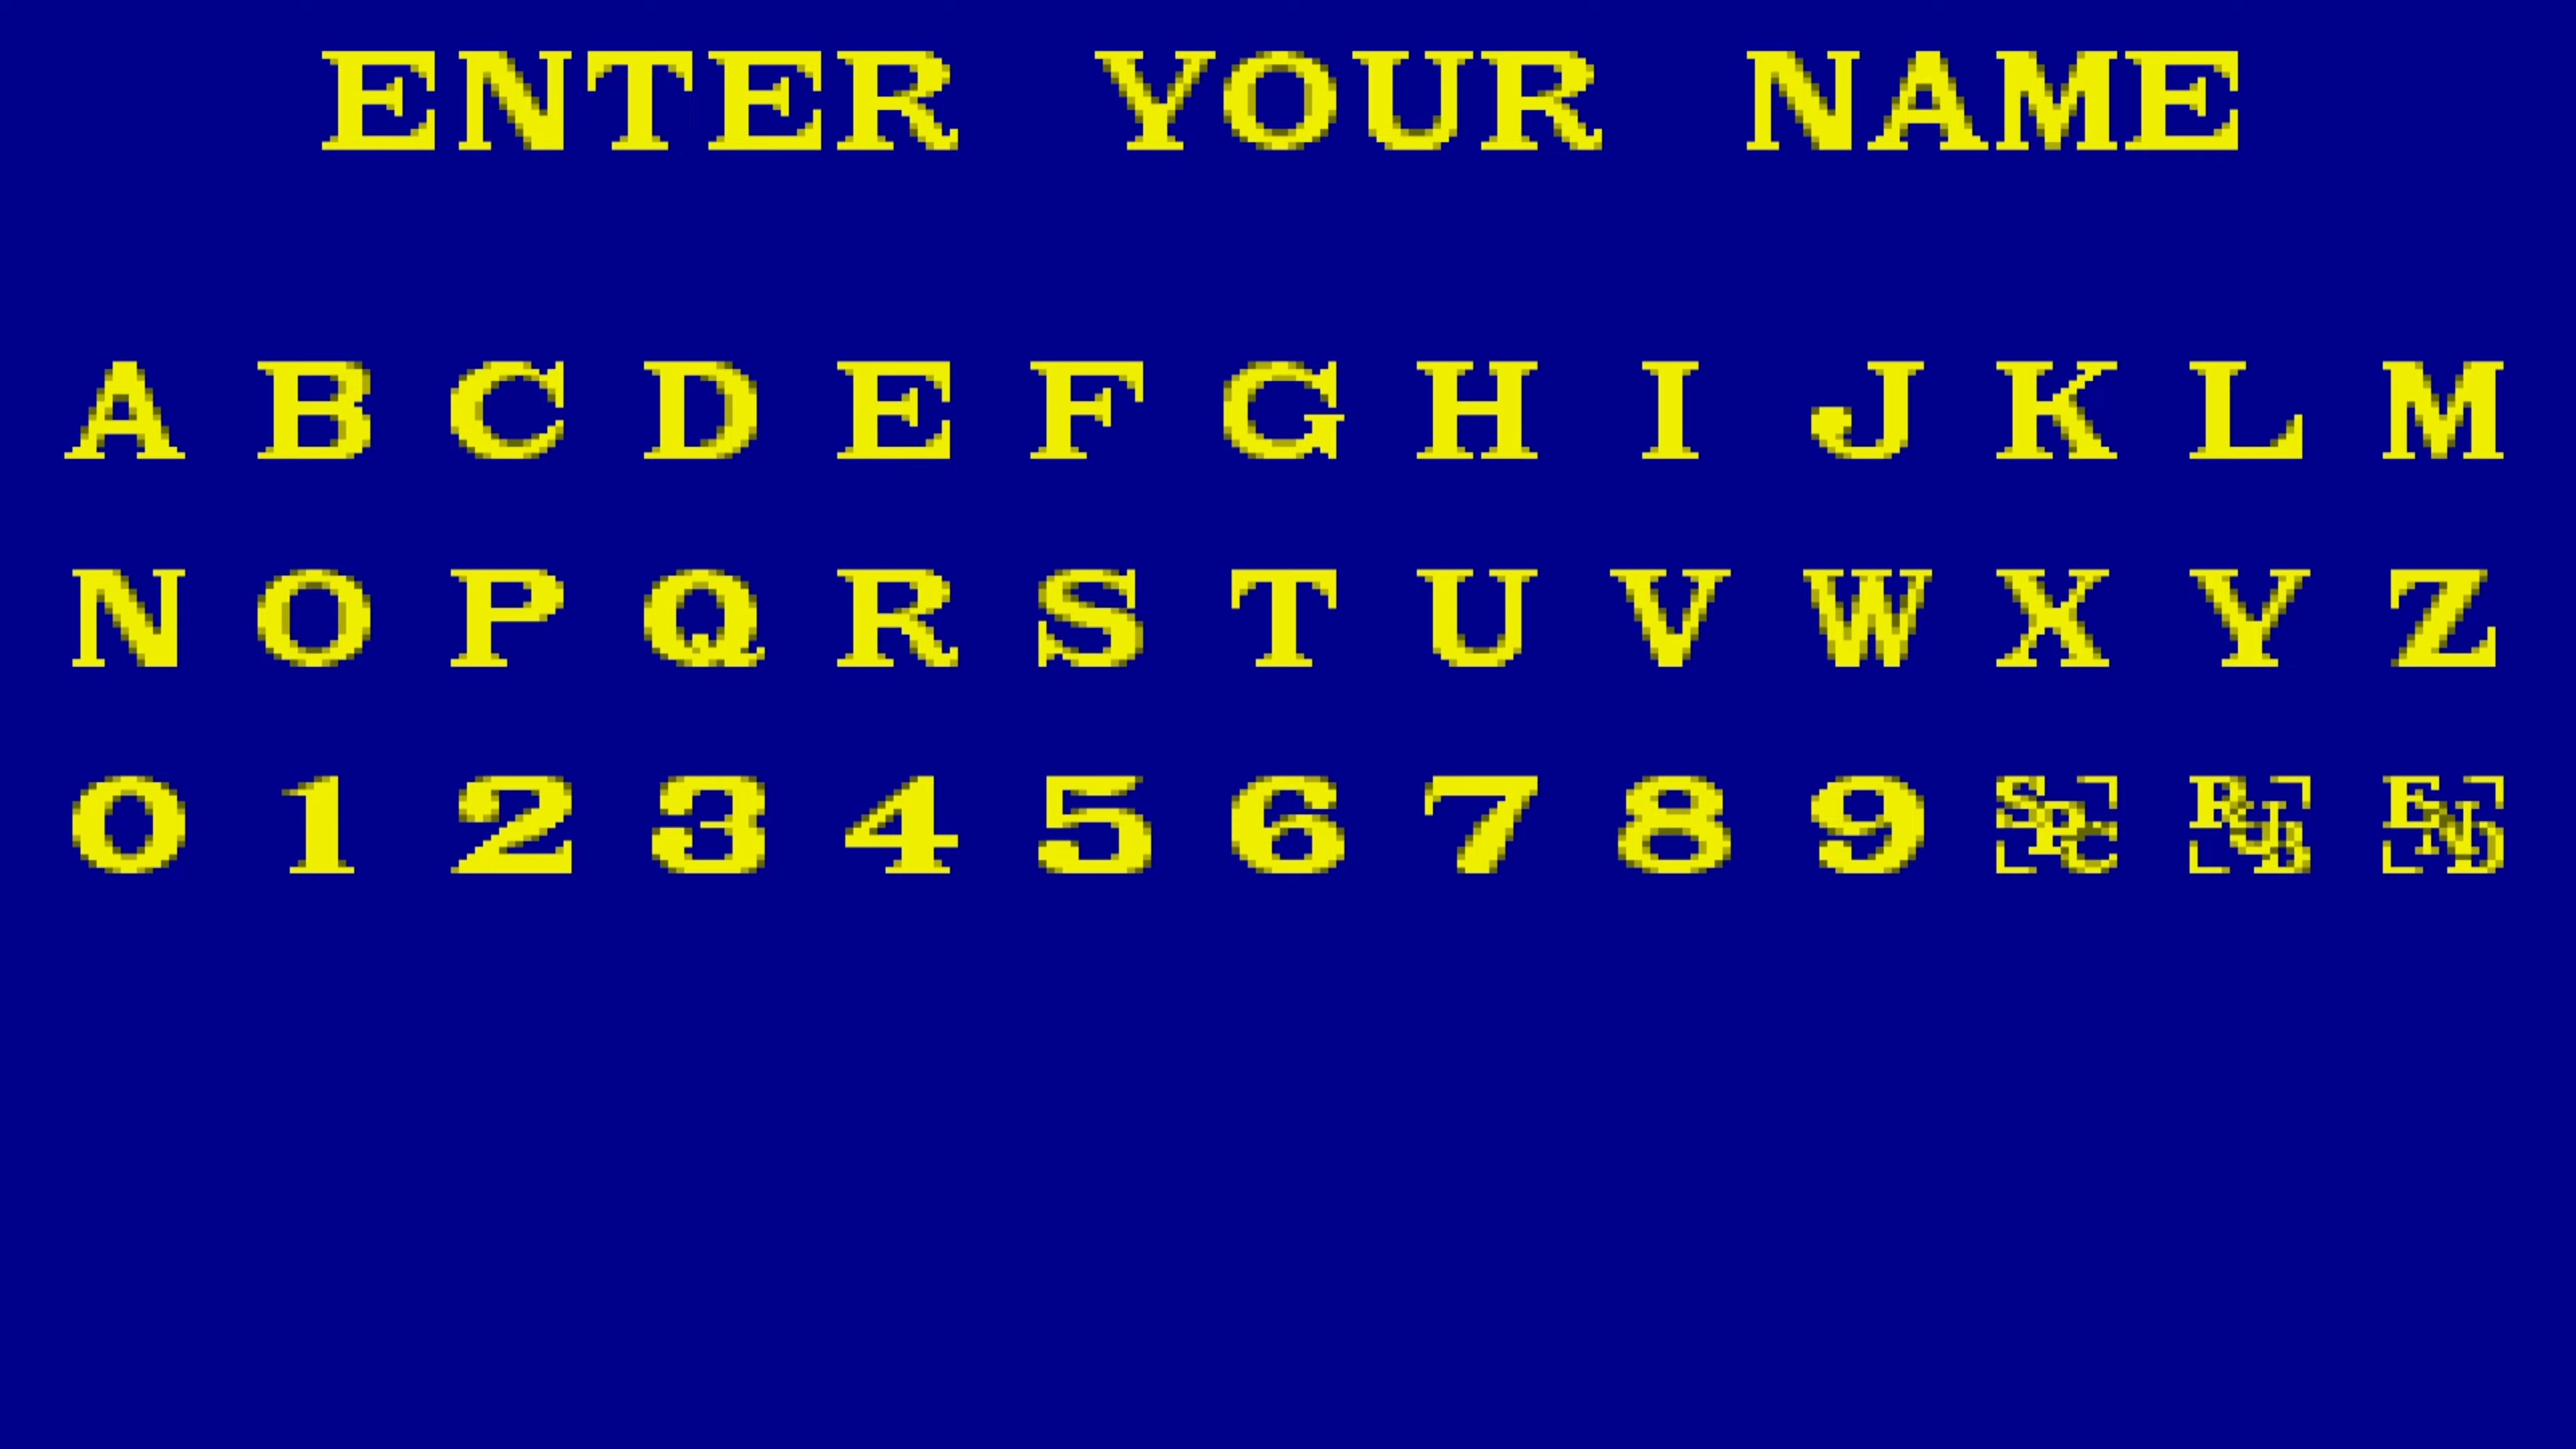 ENTER YOUR NAME
A B C D E F G H I J K L M
N O P Q R S T U V W X Y Z
0 1 2 3 4 5 6 7 8 9 SPC RUB END